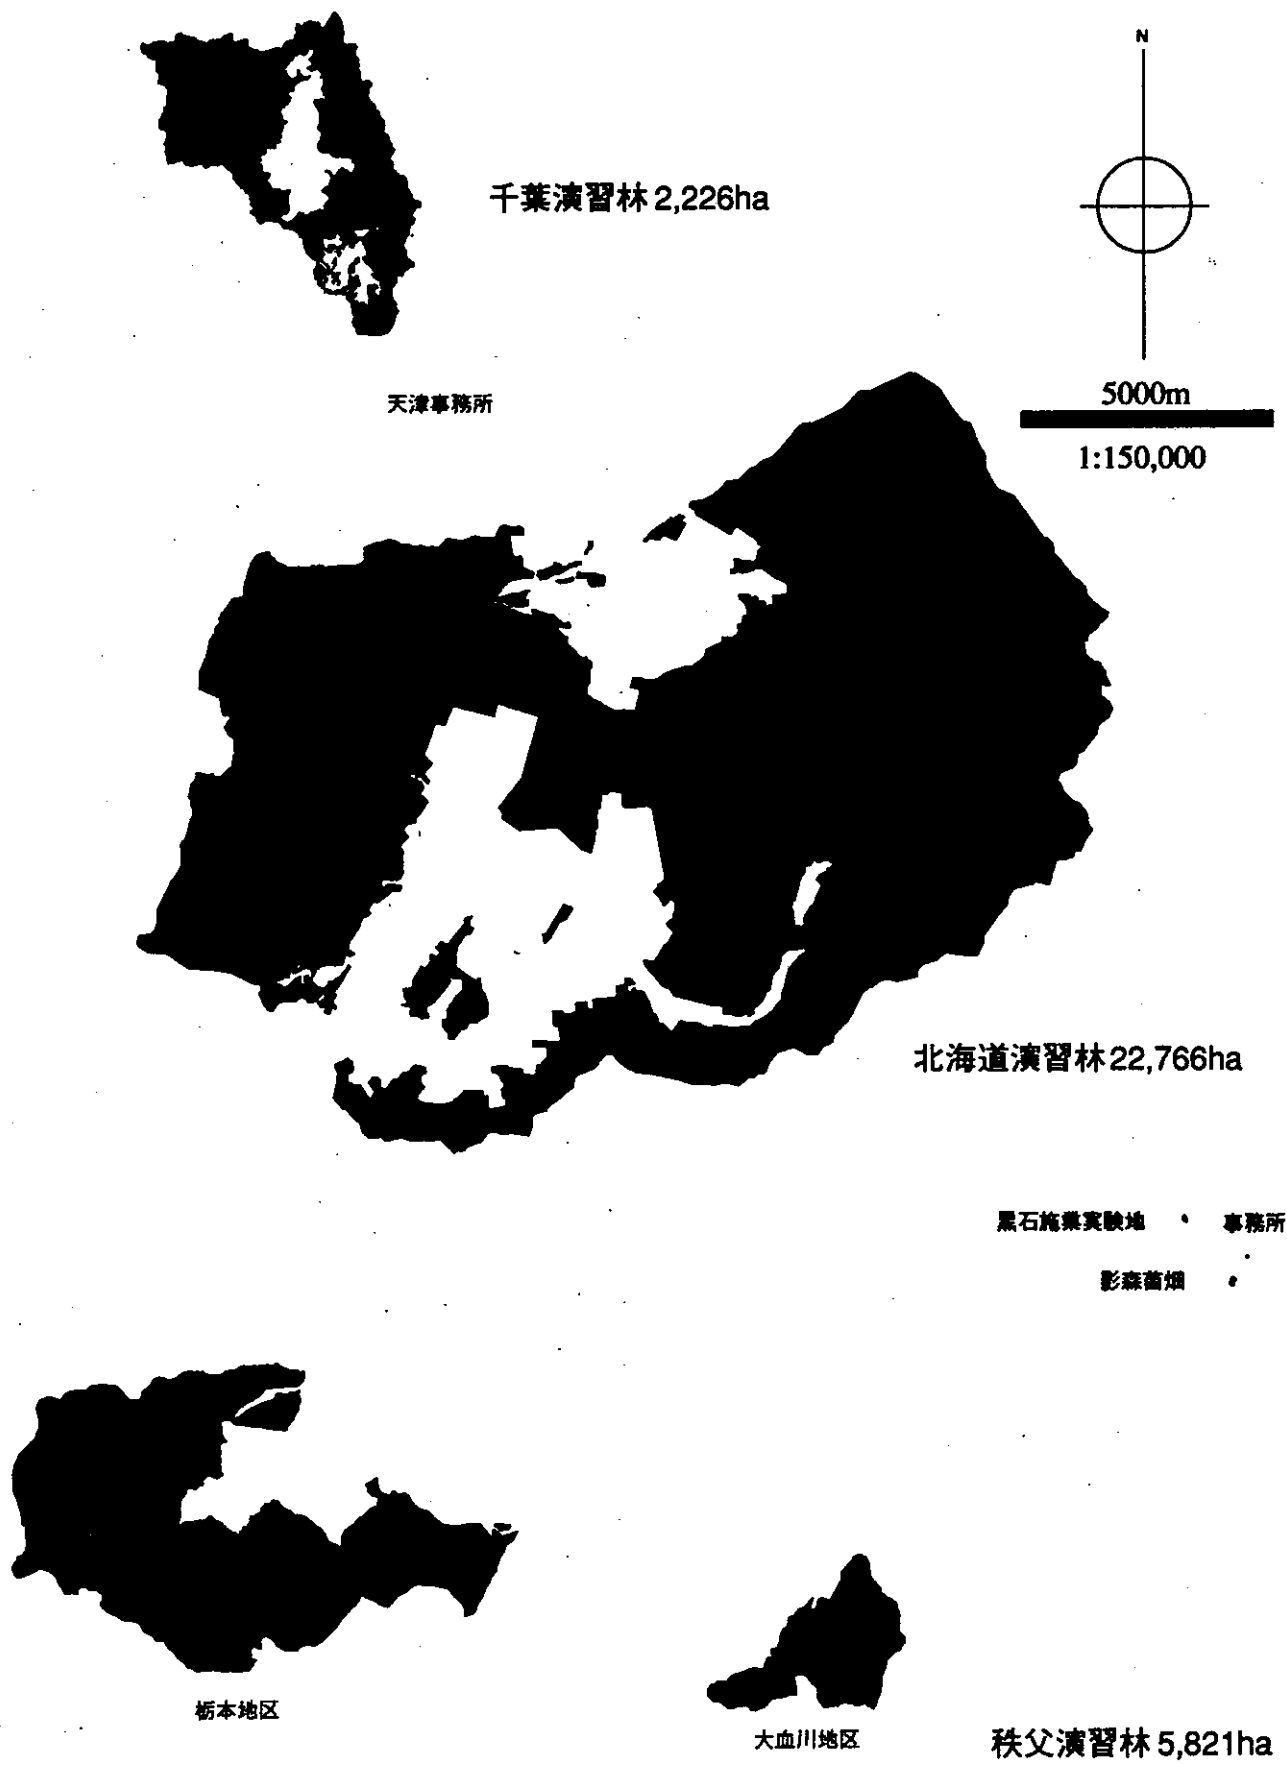 N
千葉演習林 2,226ha
5000m
天津事務所
1:150,000
北海道演習林 22,766ha
黒石施業実験地
事務所
影森苗畑
栃本地区
大血川地区
秩父演習林 5,821ha